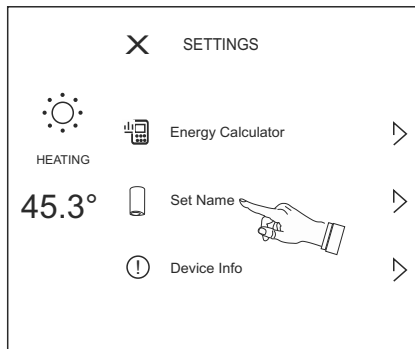 SETTINGS
Energy Calculator
HEATING
45.3°
Set Name
Device Info